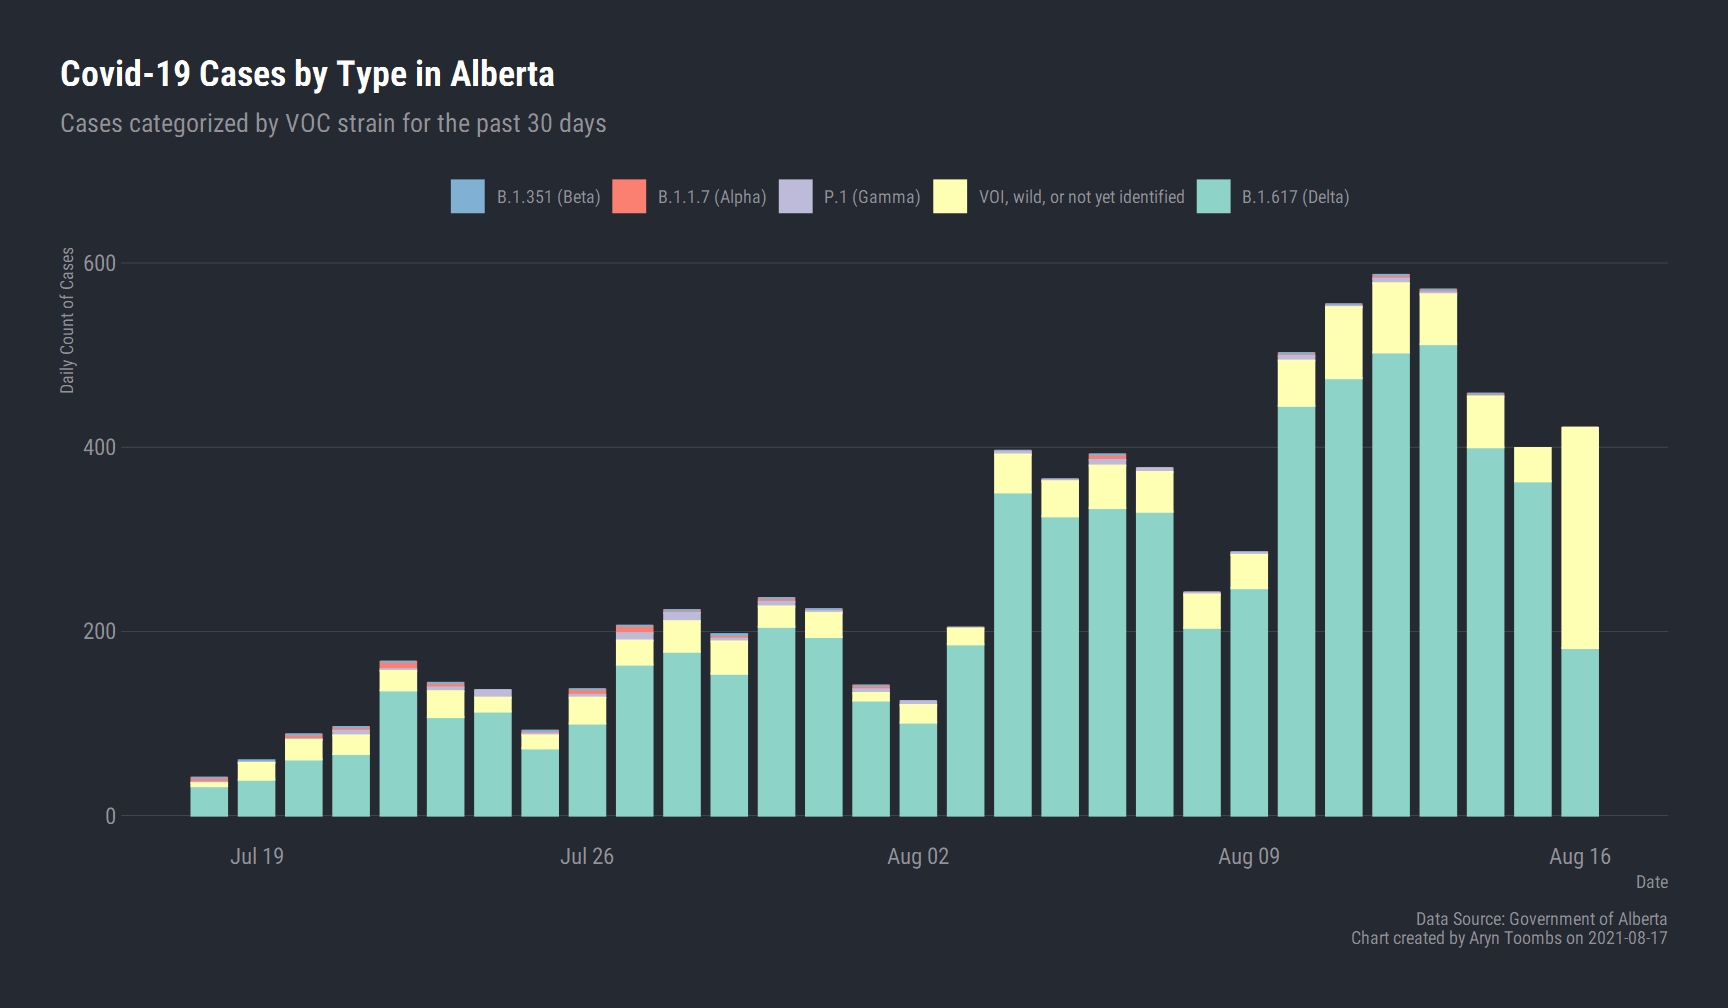 Covid-19 Cases by Type in Alberta
Cases categorized by VOC strain for the past 30 days
B.1.351 (Beta) B.1.1.7 (Alpha) P.1 (Gamma) VOI, wild, or not yet identified B.1.617 (Delta)
Daily Count of Cases
600
400
200
0
Jul 19 Jul 26 Aug 02 Aug 09 Aug 16
Date
Data Source: Government of Alberta
Chart created by Aryn Toombs on 2021-08-17